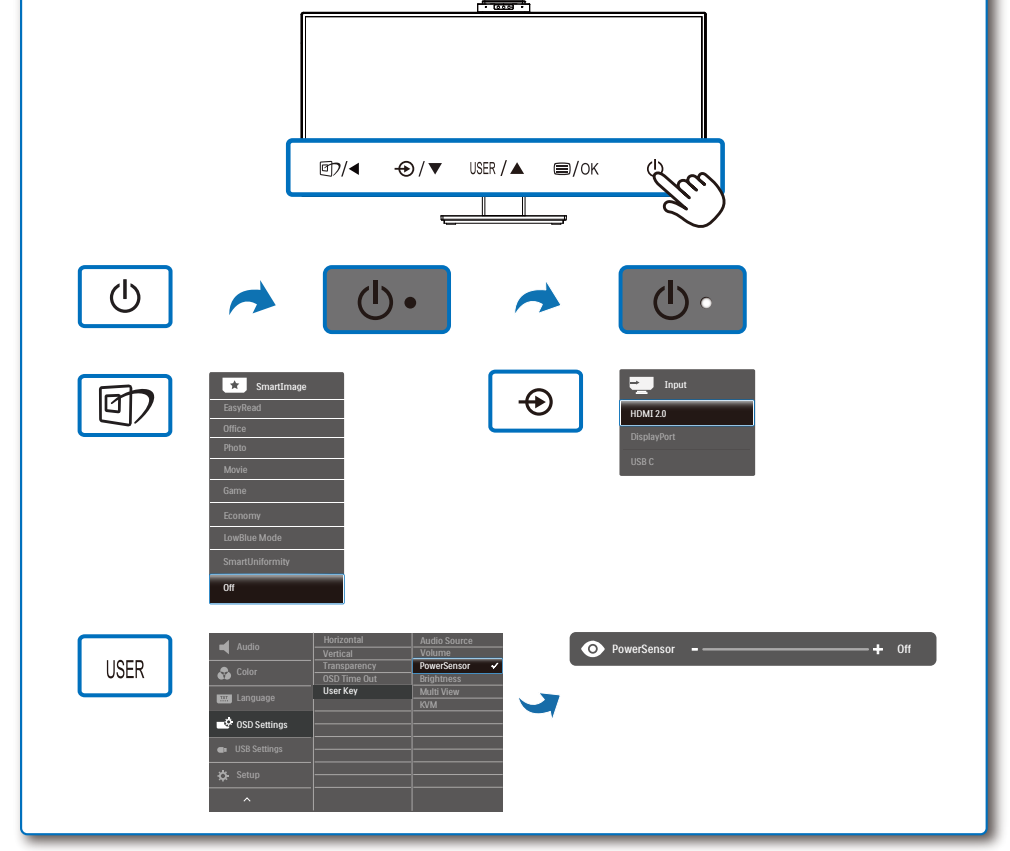 /◀ /▼ USER /▲ /OK
SmartImage
EasyRead
Office
Photo
Movie
Game
Economy
LowBlue Mode
SmartUniformity
Off
Input
HDMI 2.0
DisplayPort
USB C
USER
Audio
Color
Language
OSD Settings
USB Settings
Setup
Horizontal
Vertical
Transparency
OSD Time Out
User Key
Audio Source
Volume
PowerSensor ✔
Brightness
Multi View
KVM
PowerSensor - + Off